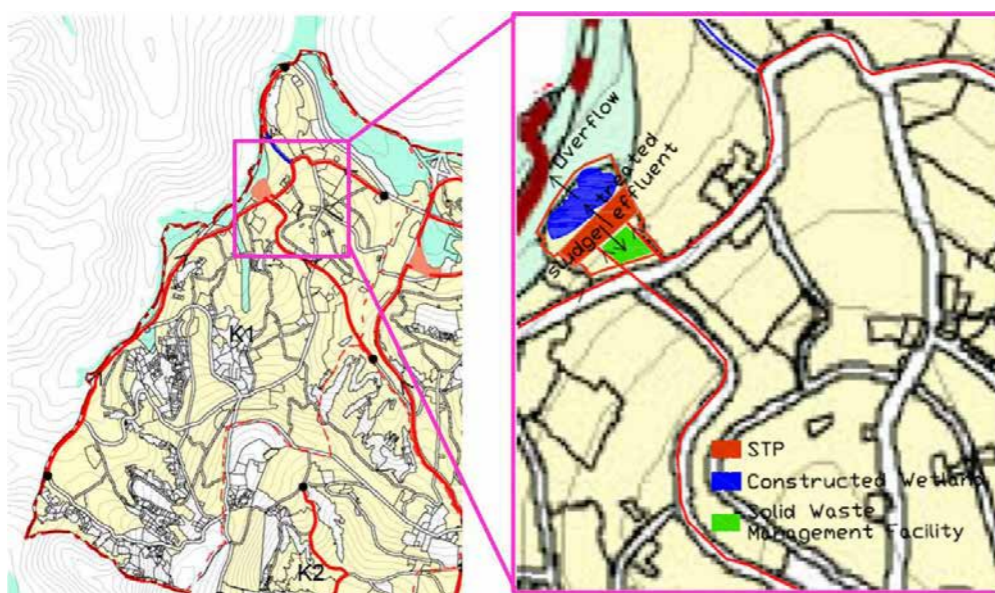 K1
K2
Overflow
treated
effluent
Sludge
STP
Constructed Wetland
Solid Waste
Management Facility